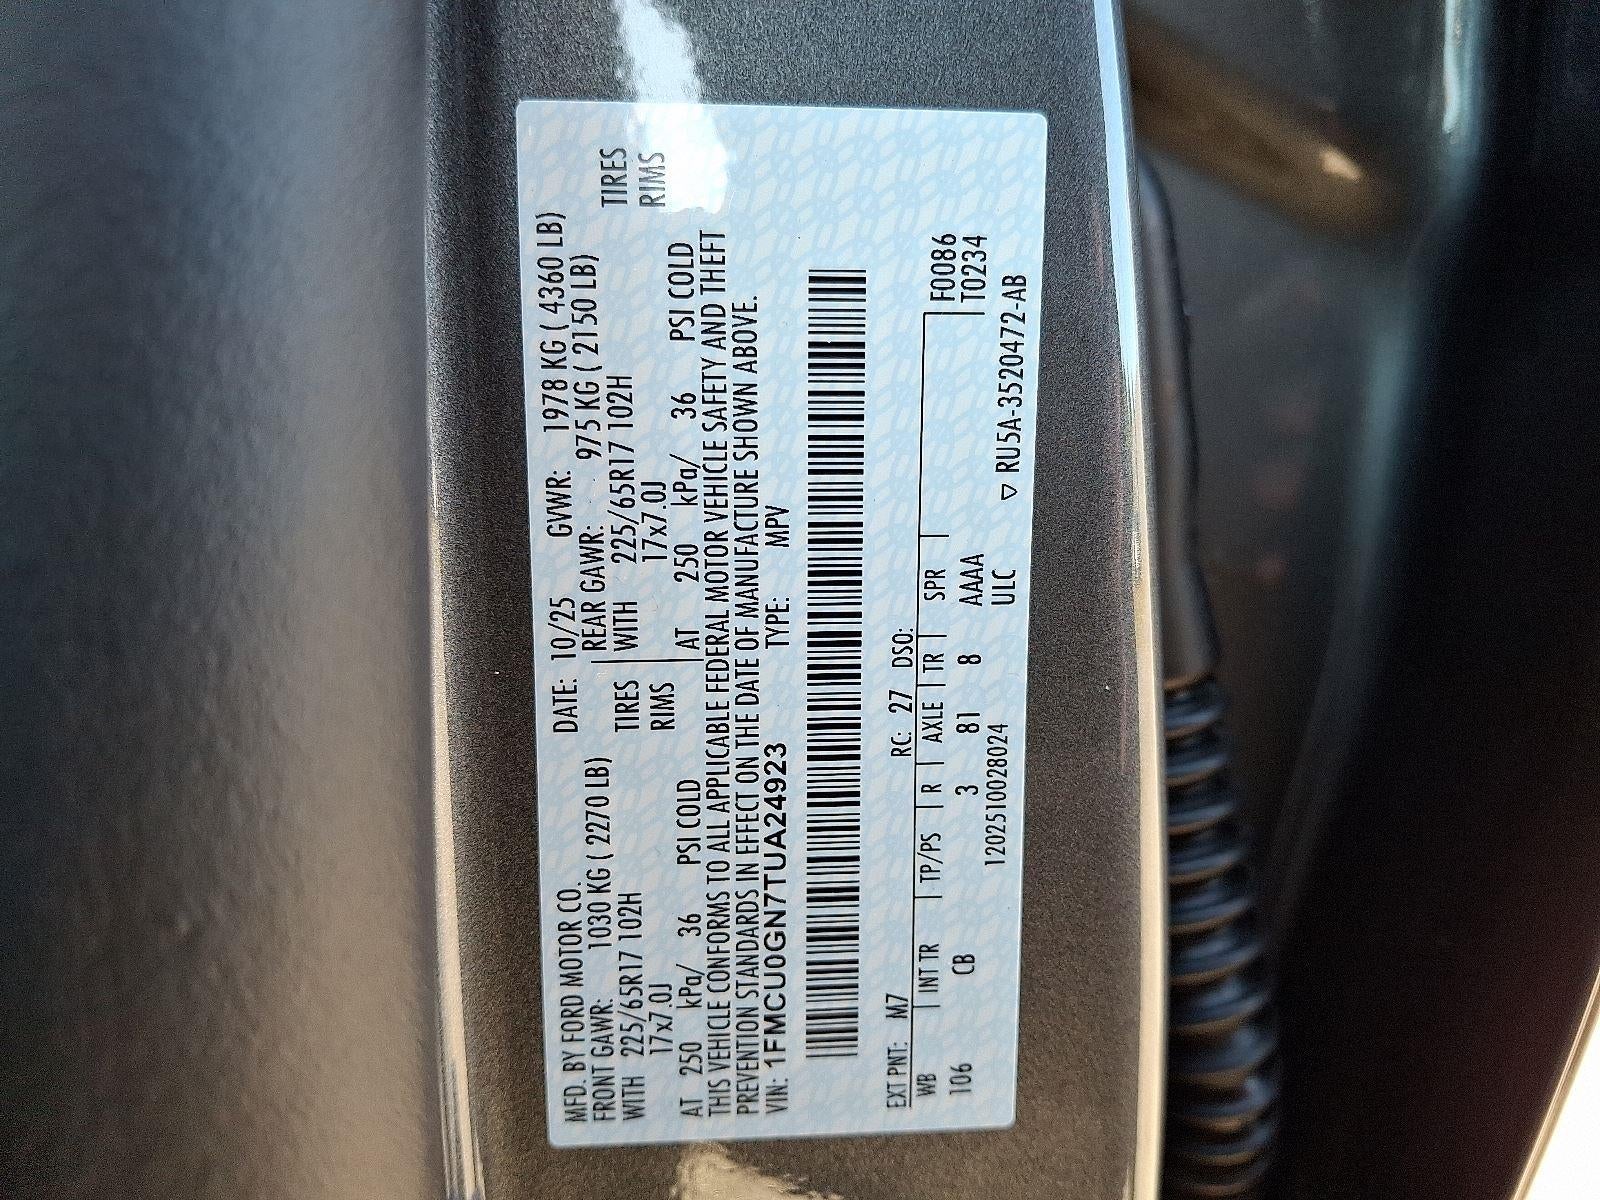 MFD. BY FORD MOTOR CO. DATE: 10/25 GVWR: 1978 KG ( 4360 LB)
FRONT GAWR: 1030 KG ( 2270 LB) REAR GAWR: 975 KG ( 2150 LB)
WITH 225/65R17 102H TIRES WITH 225/65R17 102H TIRES
17x7.0J RIMS 17x7.0J RIMS
AT 250 kPa/ 36 PSI COLD AT 250 kPa/ 36 PSI COLD
THIS VEHICLE CONFORMS TO ALL APPLICABLE FEDERAL MOTOR VEHICLE SAFETY AND THEFT
PREVENTION STANDARDS IN EFFECT ON THE DATE OF MANUFACTURE SHOWN ABOVE.
VIN: 1FMCU0GN7TUA24923 TYPE: MPV
EXT PNT: M7 RC: 27 DSO:
WB INT TR TP/PS R AXLE TR SPR F0086
106 CB 3 81 8 AAAA T0234
1202510028024 ULC
▽ RU5A-3520472-AB